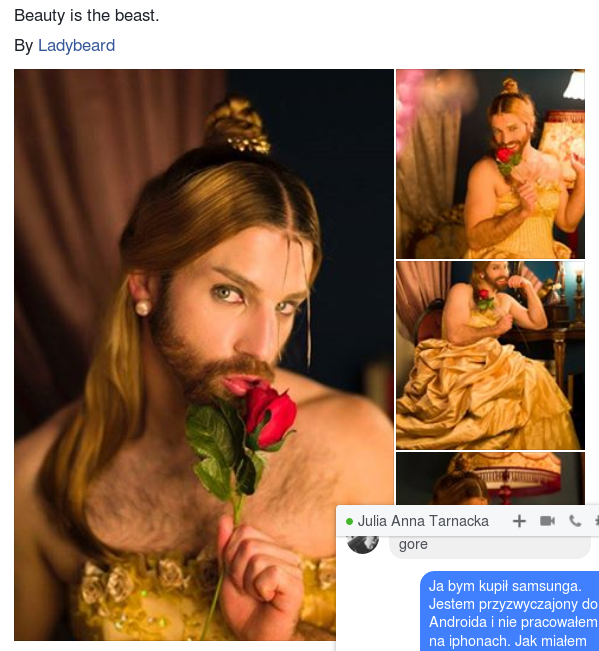 Beauty is the beast.
By Ladybeard
Julia Anna Tarnacka
gore
Ja bym kupił samsunga.
Jestem przyzwyczajony do
Androida i nie pracowałem
na iphonach. Jak miałem